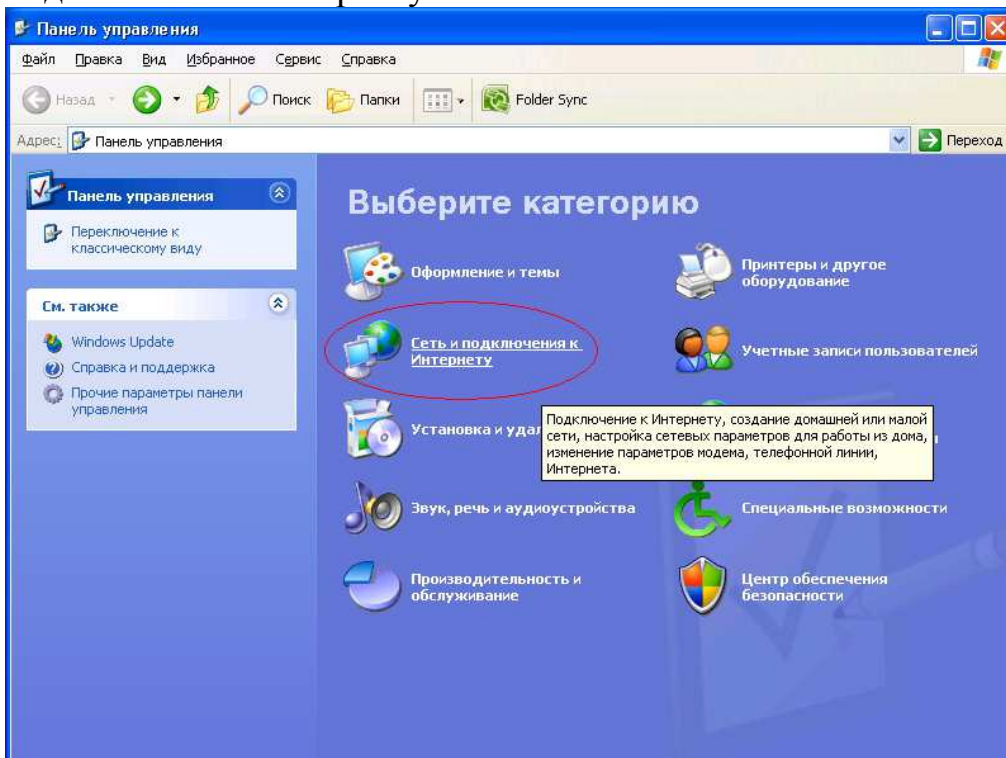 Панель управления
Файл Правка Вид Избранное Сервис Справка
Назад Поиск Папки Folder Sync
Адрес: Панель управления Переход
Панель управления
Переключение к
классическому виду
См. также
Windows Update
Справка и поддержка
Прочие параметры панели
управления
Выберите категорию
Оформление и темы
Принтеры и другое
оборудование
Сеть и подключения к
Интернету
Учетные записи пользователей
Установка и удал
Подключение к Интернету, создание домашней или малой
сети, настройка сетевых параметров для работы из дома,
изменение параметров модема, телефонной линии,
Интернета.
Звук, речь и аудиоустройства
Специальные возможности
Производительность и
обслуживание
Центр обеспечения
безопасности